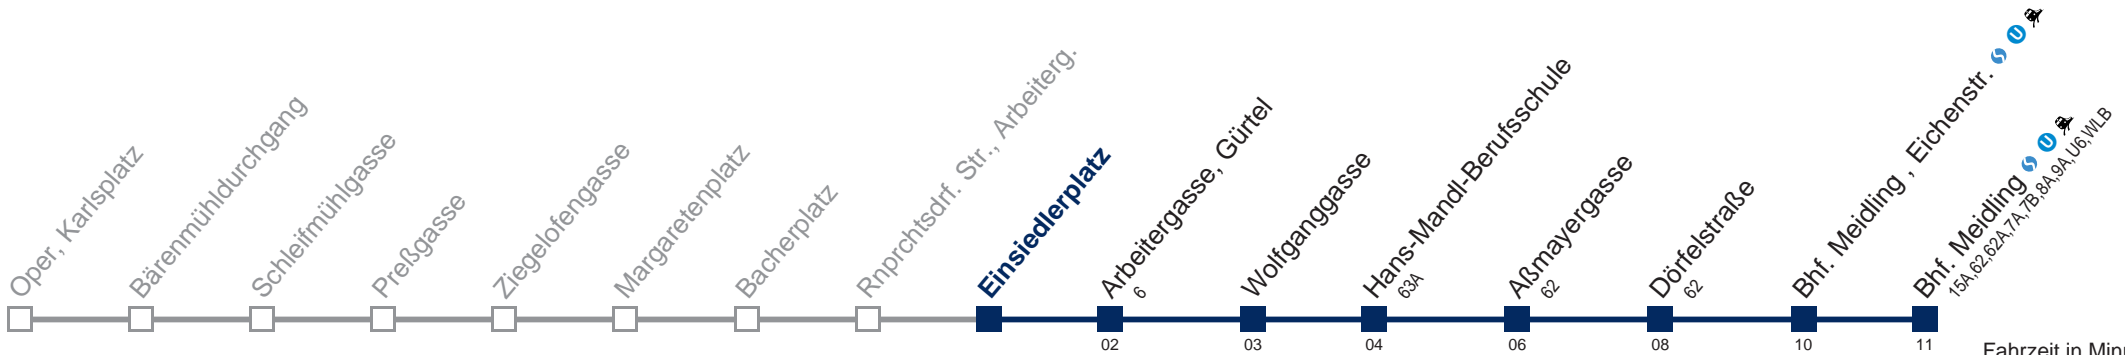 Oper, Karlsplatz
Bärenmühldurchgang
Schleifmühlgasse
Preßgasse
Ziegelofengasse
Margaretenplatz
Bacherplatz
Rnprchtsdrf. Str., Arbeiterg.
Einsiedlerplatz
Arbeitergasse, Gürtel
6
Wolfganggasse
Hans-Mandl-Berufsschule
63A
Aßmayergasse
62
Dörfelstraße
62
Bhf. Meidling , Eichenstr. S U
Bhf. Meidling S U
15A,62,62A,7A,7B,8A,9A,U6,WLB
02 03 04 06 08 10 11
Fahrzeit in